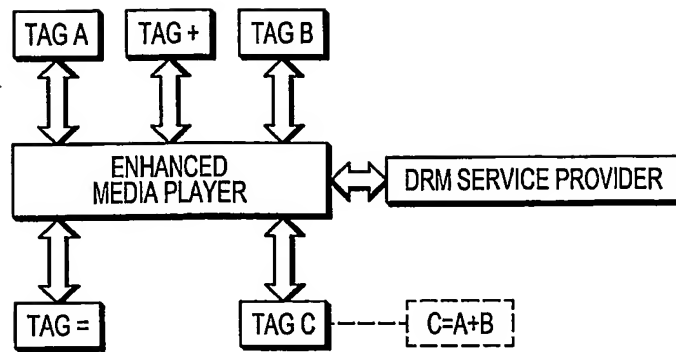 TAG A
TAG +
TAG B
ENHANCED
MEDIA PLAYER
DRM SERVICE PROVIDER
TAG =
TAG C
C=A+B